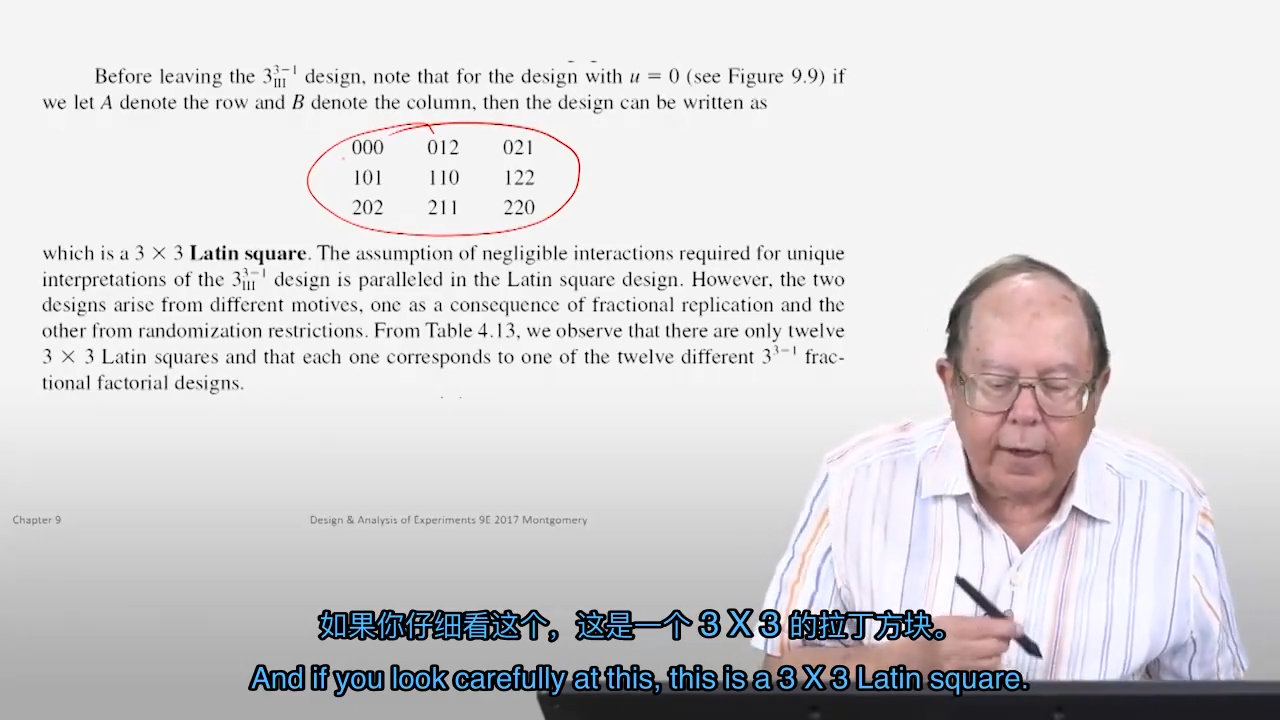 Before leaving the 3^{3-1}_{III} design, note that for the design with u = 0 (see Figure 9.9) if
we let A denote the row and B denote the column, then the design can be written as
000 012 021
101 110 122
202 211 220
which is a 3 × 3 Latin square. The assumption of negligible interactions required for unique
interpretations of the 3^{3-1}_{III} design is paralleled in the Latin square design. However, the two
designs arise from different motives, one as a consequence of fractional replication and the
other from randomization restrictions. From Table 4.13, we observe that there are only twelve
3 × 3 Latin squares and that each one corresponds to one of the twelve different 3^{3-1} frac-
tional factorial designs.
Chapter 9
Design & Analysis of Experiments 9E 2017 Montgomery
如果你仔细看这个，这是一个 3 X 3 的拉丁方块。
And if you look carefully at this, this is a 3 X 3 Latin square.